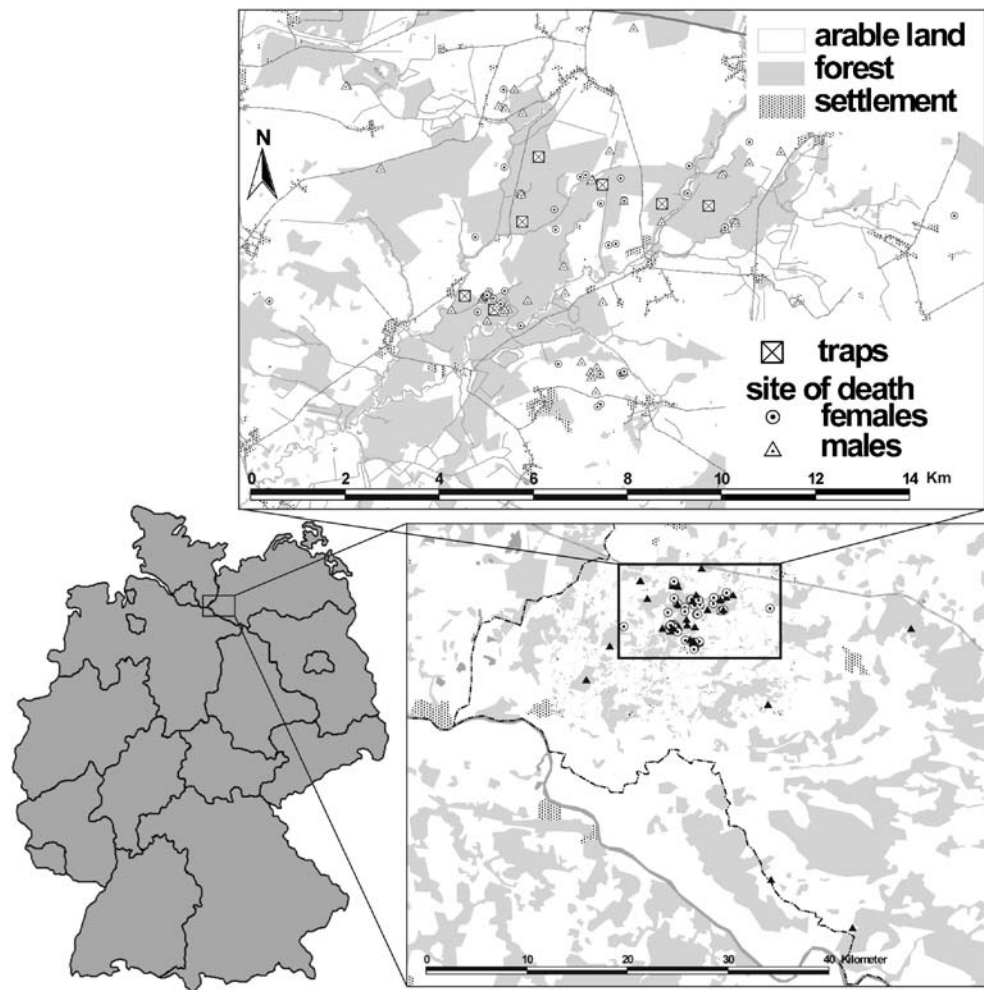 arable land
forest
settlement
N
traps
site of death
females
males
0 2 4 6 8 10 12 14 Km
0 10 20 30 40 Kilometer